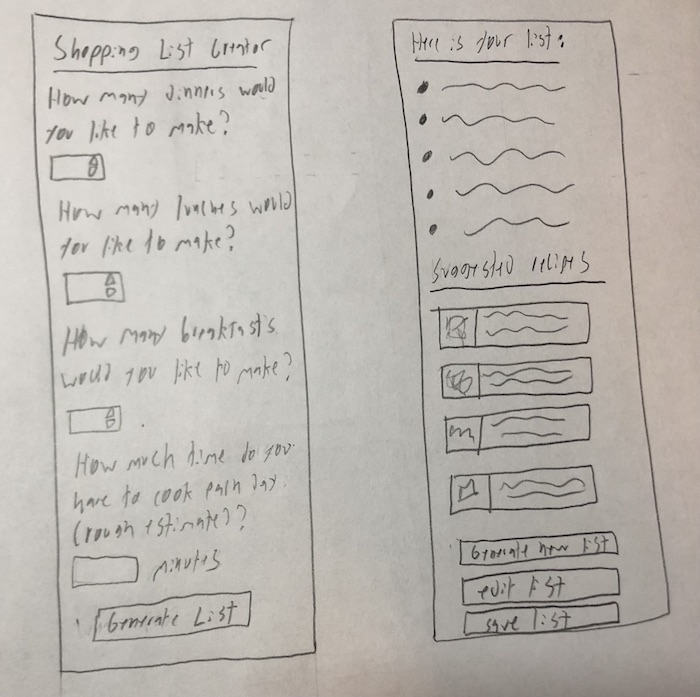 Shopping List Creator
How many dinners would
you like to make?
How many lunches would
you like to make?
How many breakfasts
would you like to make?
How much time do you
have to cook each day
(rough estimate)?
minutes
Generate List
Here is your list:
Suggested recipes
Generate new list
edit list
save list